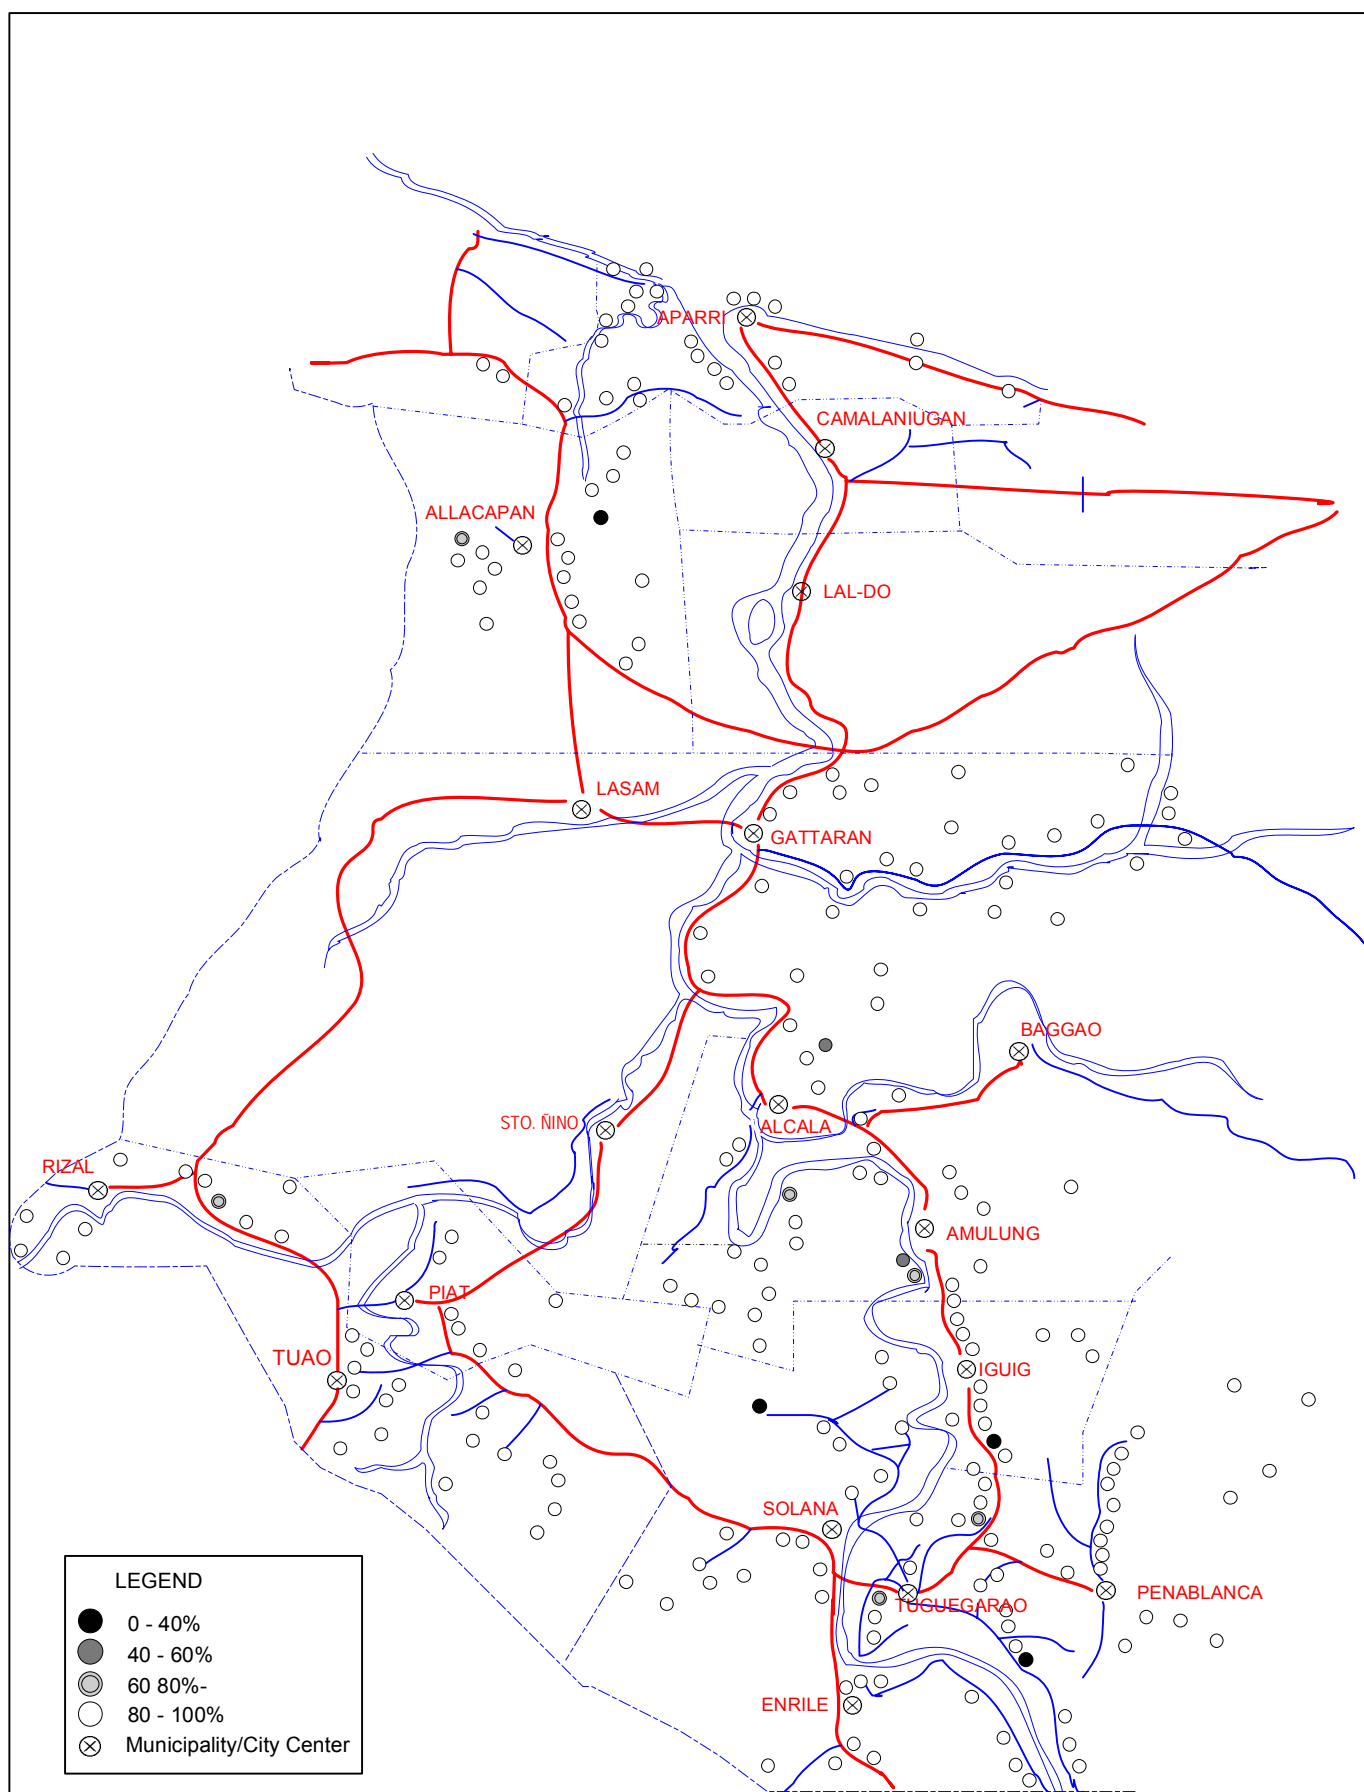 APARRI
CAMALANIUGAN
ALLACAPAN
LAL-DO
LASAM
GATTARAN
BAGGAO
STO. ÑINO
ALCALA
RIZAL
AMULUNG
PIAT
TUAO
IGUIG
SOLANA
PENABLANCA
TUGUEGARAO
ENRILE
LEGEND
0 - 40%
40 - 60%
60 80%-
80 - 100%
Municipality/City Center